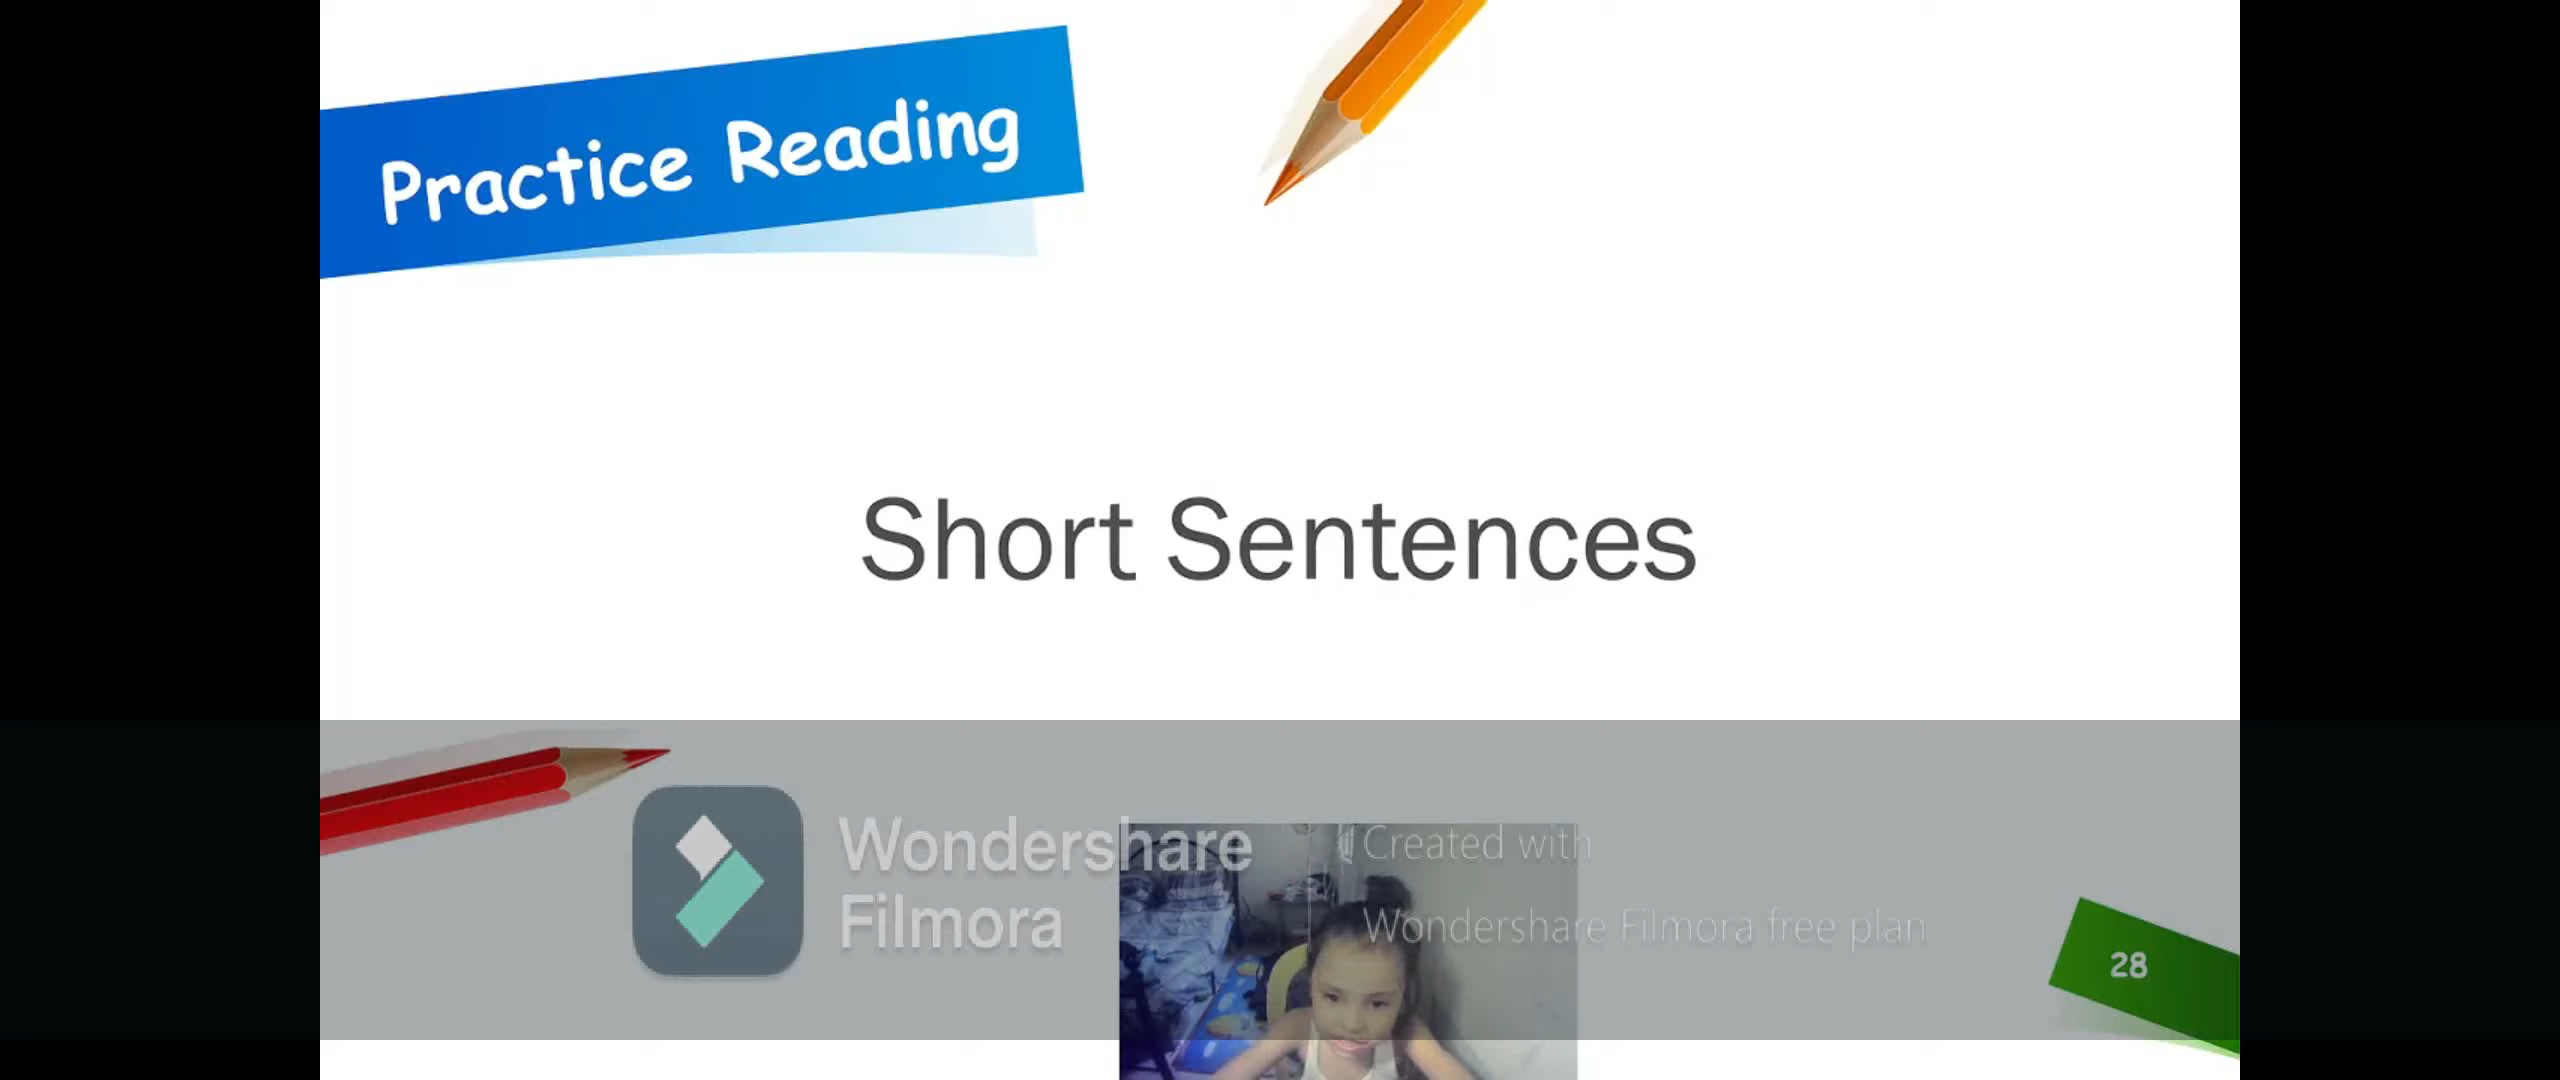 Practice Reading
Short Sentences
Wondershare
Filmora
Created with
Wondershare Filmora free plan
28